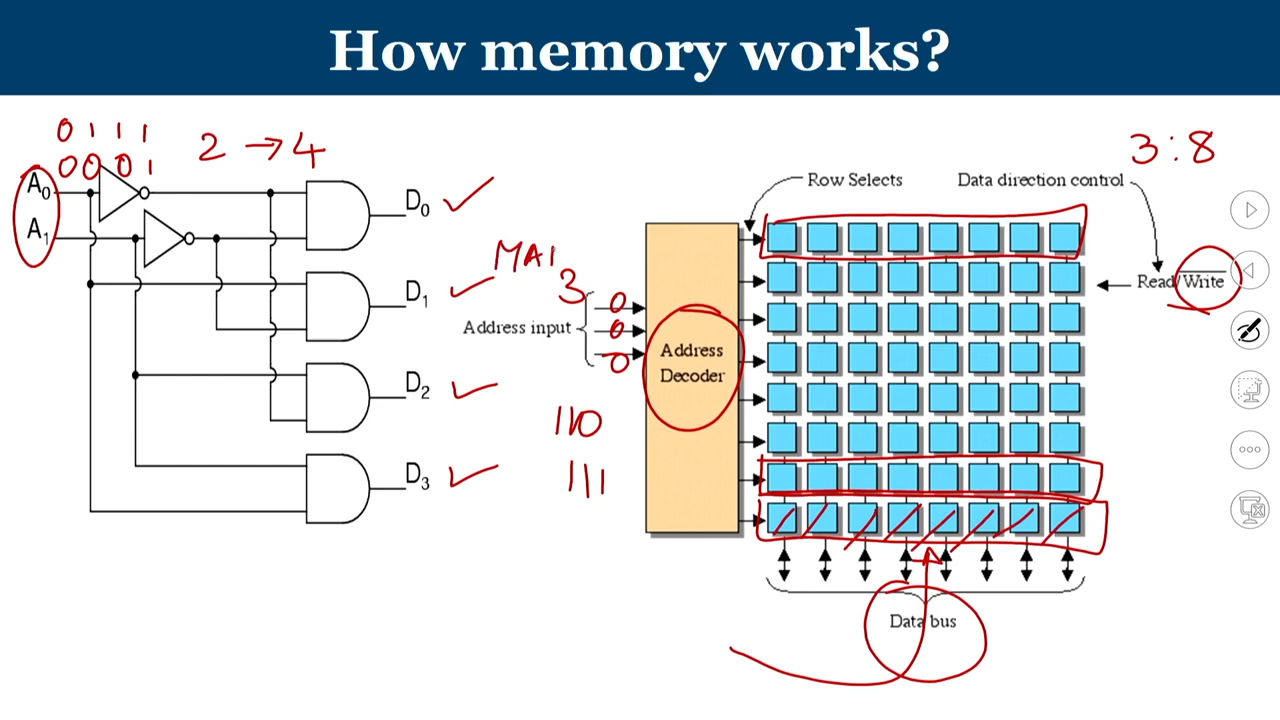 How memory works?
0 1 1 1
0 0 0 1
2 → 4
A0
A1
D0
D1
D2
D3
MAI
3
0
0
0
Address input
110
111
Address
Decoder
Row Selects
Data direction control
3 : 8
Read/Write
Data bus